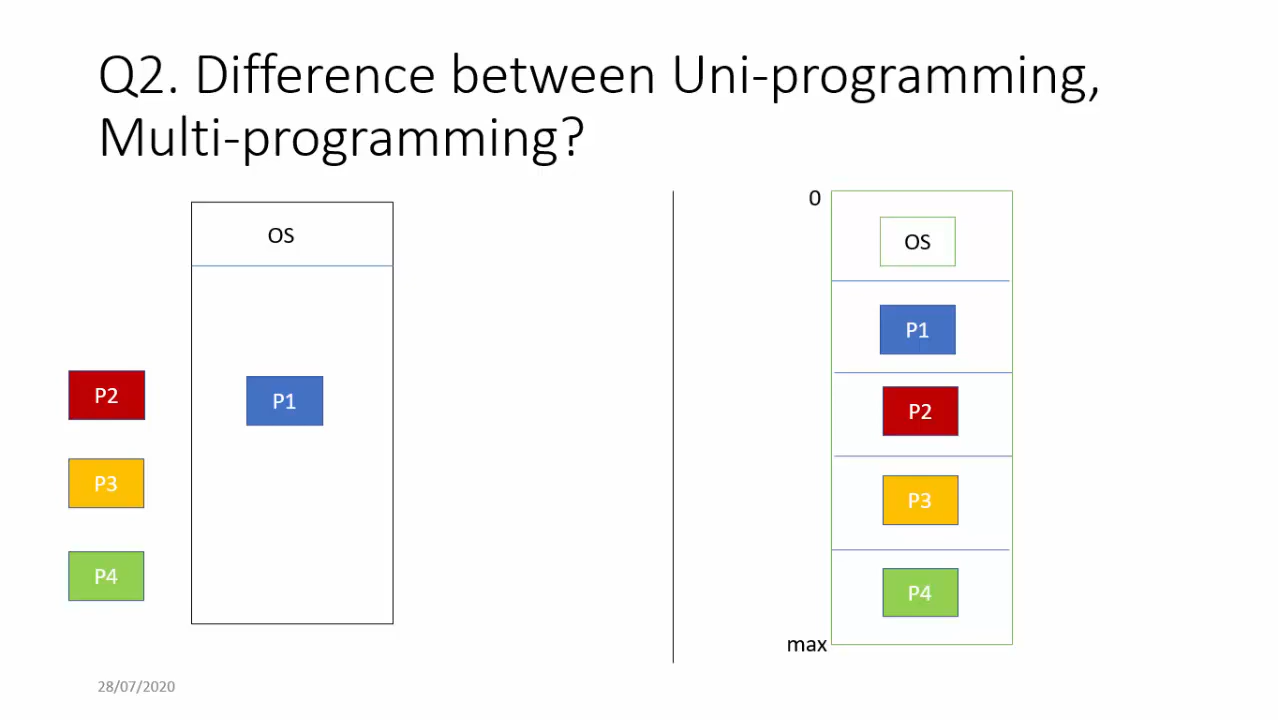 Q2. Difference between Uni-programming,
Multi-programming?
OS
P1
P2
P3
P4
0
OS
P1
P2
P3
P4
max
28/07/2020